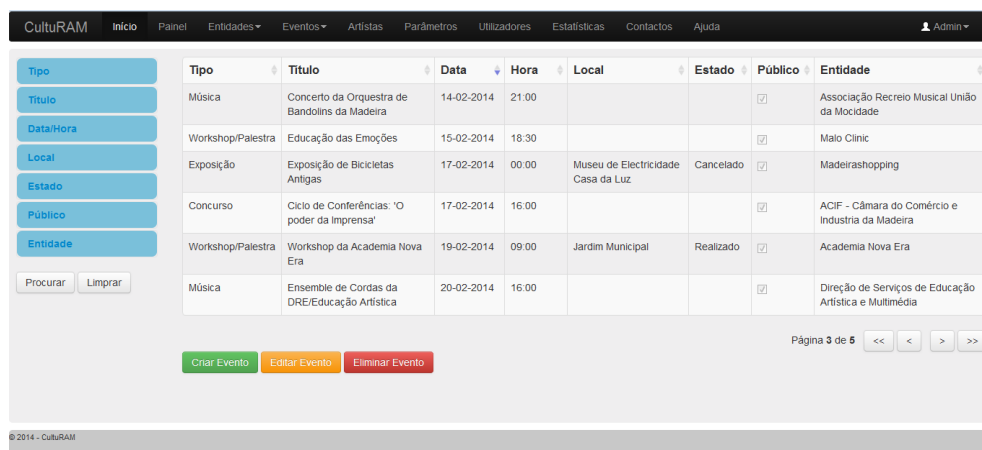 CultuRAM Início Painel Entidades Eventos Artístas Parâmetros Utilizadores Estatísticas Contactos Ajuda Admin
Tipo
Título
Data/Hora
Local
Estado
Público
Entidade
Procurar Limprar
Tipo Título Data Hora Local Estado Público Entidade
Música Concerto da Orquestra de 14-02-2014 21:00 Associação Recreio Musical União
Bandolins da Madeira da Mocidade
Workshop/Palestra Educação das Emoções 15-02-2014 18:30 Malo Clinic
Exposição Exposição de Bicicletas 17-02-2014 00:00 Museu de Electricidade Cancelado Madeirashopping
Antigas Casa da Luz
Concurso Ciclo de Conferências: 'O 17-02-2014 16:00 ACIF - Câmara do Comércio e
poder da Imprensa' Industria da Madeira
Workshop/Palestra Workshop da Academia Nova 19-02-2014 09:00 Jardim Municipal Realizado Academia Nova Era
Era
Música Ensemble de Cordas da 20-02-2014 16:00 Direção de Serviços de Educação
DRE/Educação Artística Artística e Multimédia
Página 3 de 5 << < > >>
Criar Evento Editar Evento Eliminar Evento
© 2014 - CultuRAM